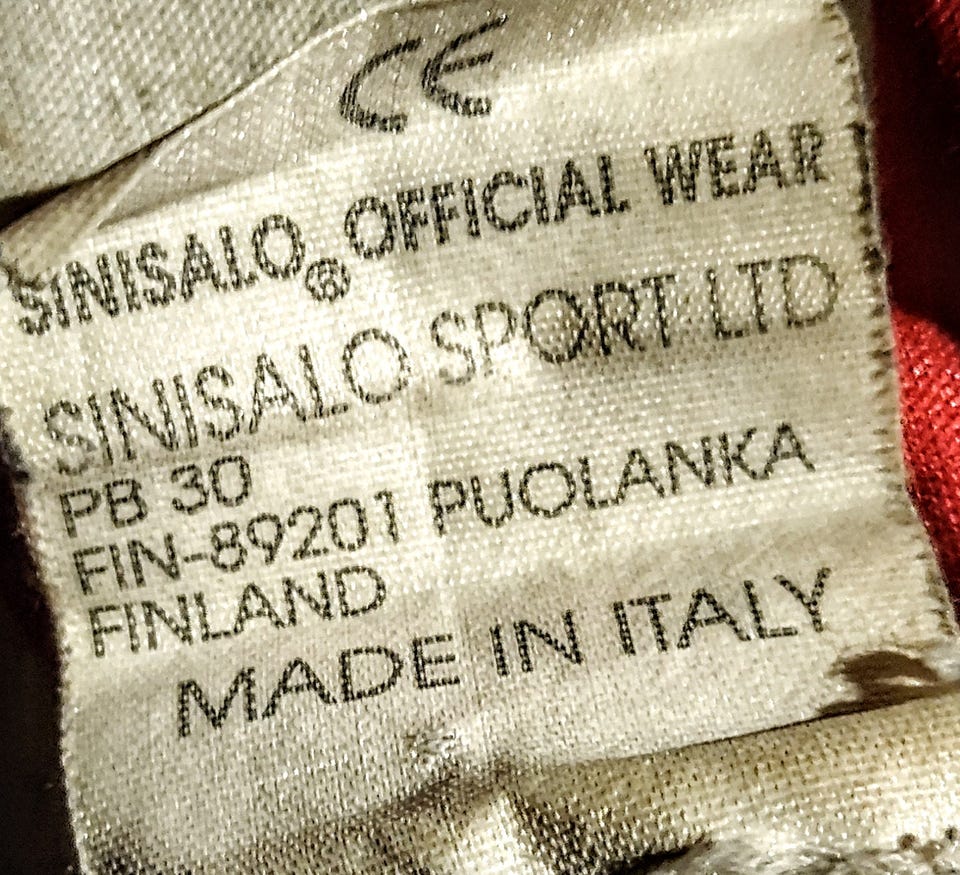 CE
SINISALO® OFFICIAL WEAR
SINISALO SPORT LTD
PB 30
FIN-89201 PUOLANKA
FINLAND
MADE IN ITALY